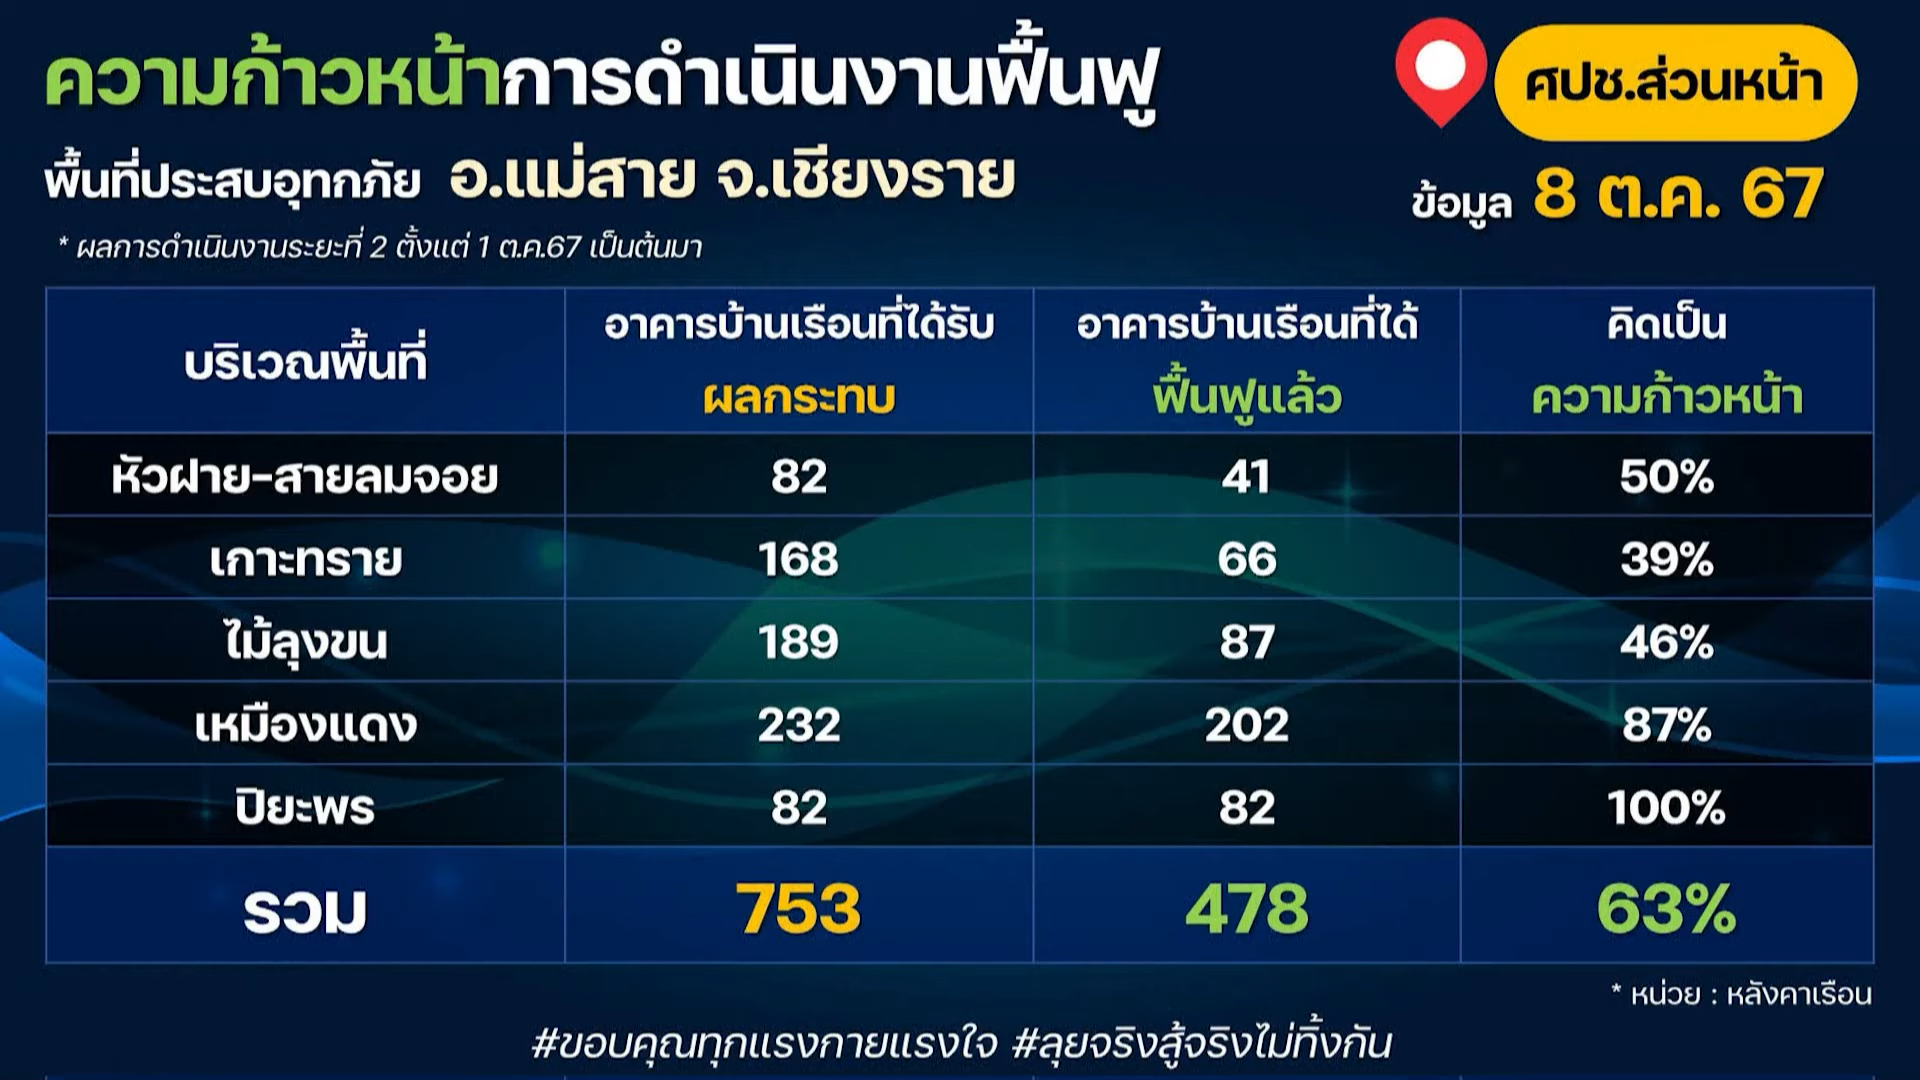 ความก้าวหน้าการดำเนินงานฟื้นฟู
ศปช.ส่วนหน้า
พื้นที่ประสบอุทกภัย อ.แม่สาย จ.เชียงราย
ข้อมูล 8 ต.ค. 67
* ผลการดำเนินงานระยะที่ 2 ตั้งแต่ 1 ต.ค.67 เป็นต้นมา
บริเวณพื้นที่ อาคารบ้านเรือนที่ได้รับ ผลกระทบ อาคารบ้านเรือนที่ได้ ฟื้นฟูแล้ว คิดเป็น ความก้าวหน้า
หัวฝาย-สายลมจอย 82 41 50%
เกาะทราย 168 66 39%
ไม้ลุงขน 189 87 46%
เหมืองแดง 232 202 87%
ปิยะพร 82 82 100%
รวม 753 478 63%
* หน่วย : หลังคาเรือน
#ขอบคุณทุกแรงกายแรงใจ #ลุยจริงสู้จริงไม่ทิ้งกัน